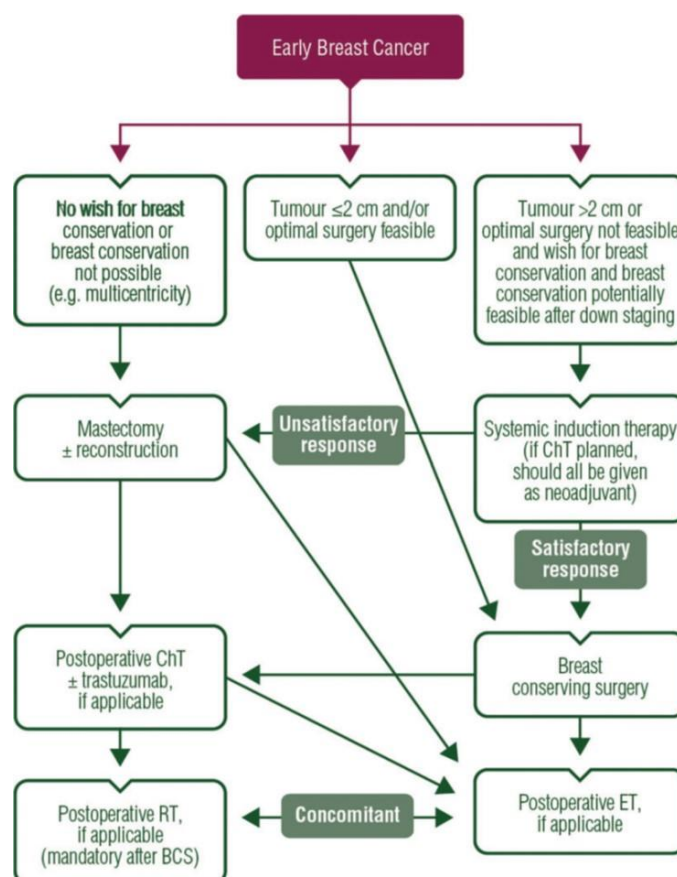 Early Breast Cancer
No wish for breast
conservation or
breast conservation
not possible
(e.g. multicentricity)
Tumour ≤2 cm and/or
optimal surgery feasible
Tumour >2 cm or
optimal surgery not feasible
and wish for breast
conservation and breast
conservation potentially
feasible after down staging
Mastectomy
± reconstruction
Unsatisfactory
response
Systemic induction therapy
(if ChT planned,
should all be given
as neoadjuvant)
Satisfactory
response
Postoperative ChT
± trastuzumab,
if applicable
Breast
conserving surgery
Postoperative RT,
if applicable
(mandatory after BCS)
Concomitant
Postoperative ET,
if applicable